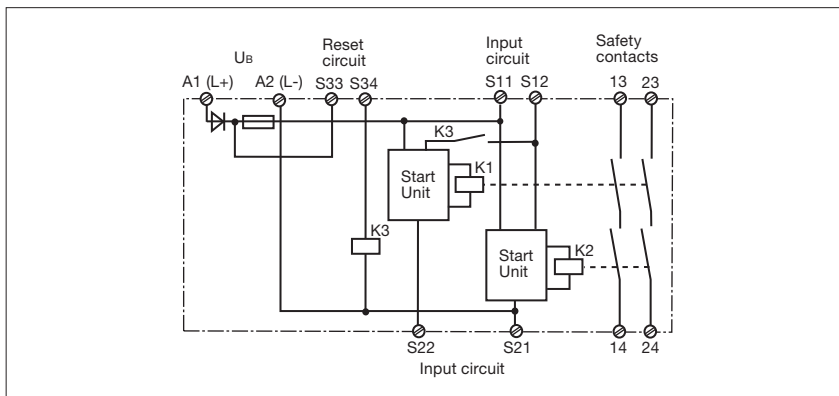 UB
Reset
circuit
Input
circuit
Safety
contacts
A1 (L+) A2 (L-) S33 S34 S11 S12 13 23
K3
Start
Unit
K1
K3
Start
Unit
K2
S22 S21 14 24
Input circuit